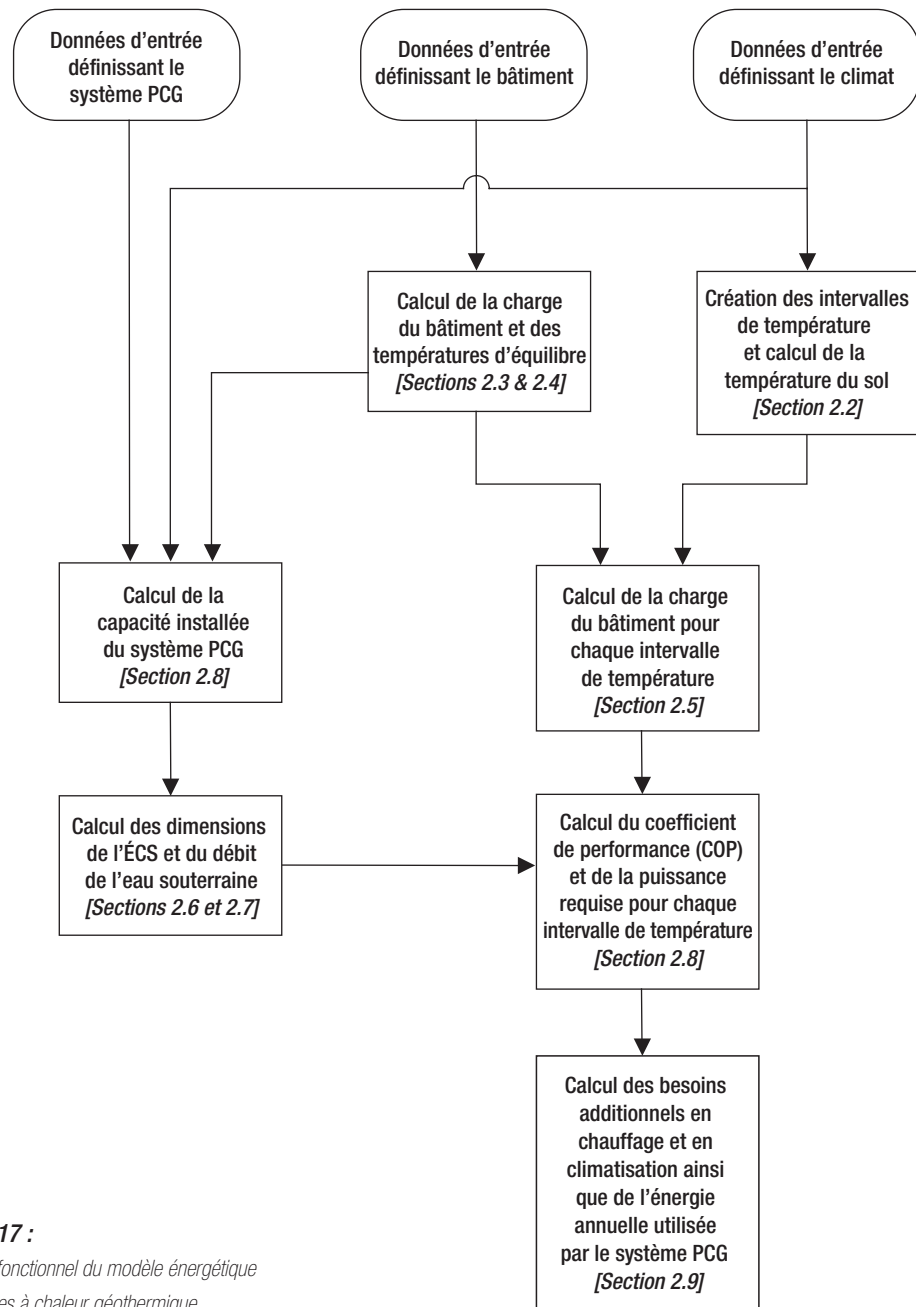 Données d'entrée
définissant le
système PCG
Données d'entrée
définissant le bâtiment
Données d'entrée
définissant le climat
Calcul de la charge
du bâtiment et des
températures d'équilibre
[Sections 2.3 & 2.4]
Création des intervalles
de température
et calcul de la
température du sol
[Section 2.2]
Calcul de la
capacité installée
du système PCG
[Section 2.8]
Calcul de la charge
du bâtiment pour
chaque intervalle
de température
[Section 2.5]
Calcul des dimensions
de l'ÉCS et du débit
de l'eau souterraine
[Sections 2.6 et 2.7]
Calcul du coefficient
de performance (COP)
et de la puissance
requise pour chaque
intervalle de température
[Section 2.8]
Calcul des besoins
additionnels en
chauffage et en
climatisation ainsi
que de l'énergie
annuelle utilisée
par le système PCG
[Section 2.9]
17 :
fonctionnel du modèle énergétique
es à chaleur géothermique